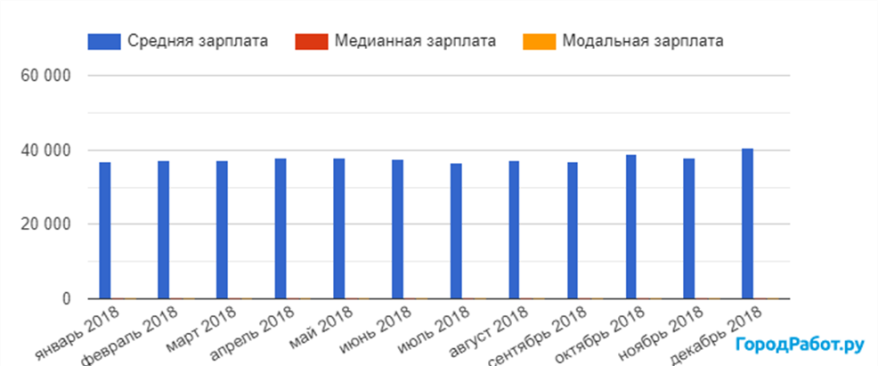 Средняя зарплата Медианная зарплата Модальная зарплата
60 000
40 000
20 000
0
январь 2018 февраль 2018 март 2018 апрель 2018 май 2018 июнь 2018 июль 2018 август 2018 сентябрь 2018 октябрь 2018 ноябрь 2018 декабрь 2018
ГородРабот.ру